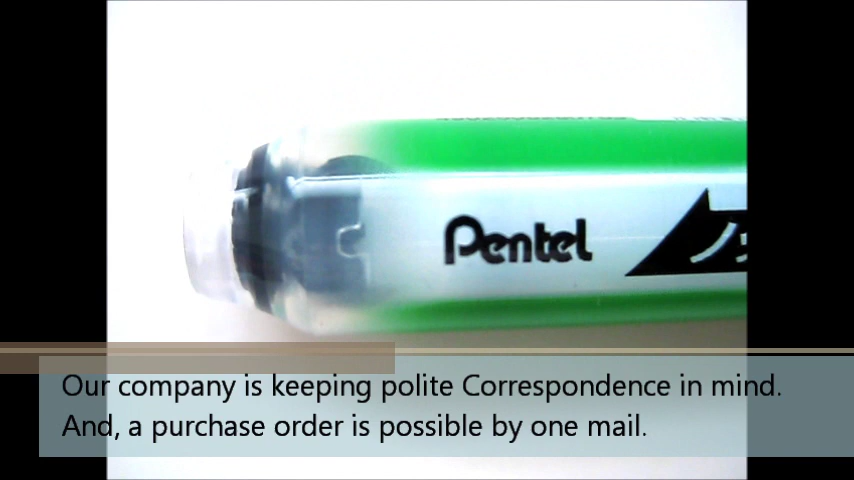 Pentel
Our company is keeping polite Correspondence in mind.
And, a purchase order is possible by one mail.